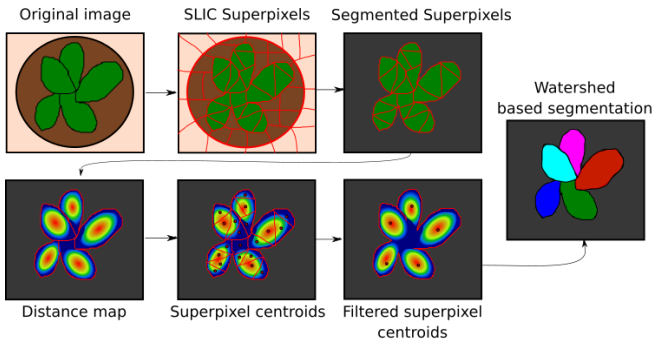 Original image
SLIC Superpixels
Segmented Superpixels
Watershed
based segmentation
Distance map
Superpixel centroids
Filtered superpixel
centroids